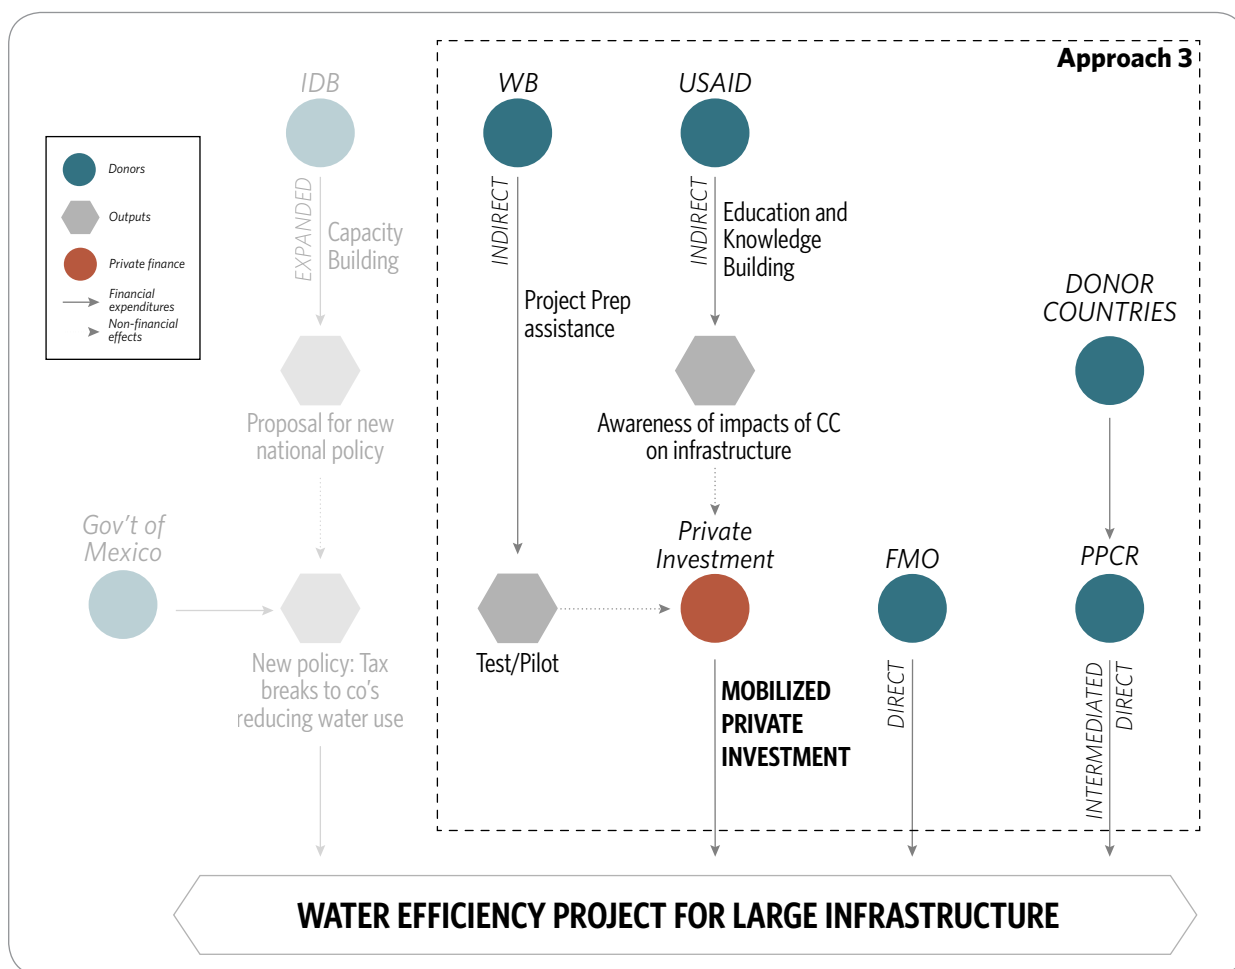 Approach 3
IDB
WB
USAID
Donors
Outputs
Private finance
Financial
expenditures
Non-financial
effects
EXPANDED
Capacity
Building
INDIRECT
Project Prep
assistance
INDIRECT
Education and
Knowledge
Building
DONOR
COUNTRIES
Proposal for new
national policy
Awareness of impacts of CC
on infrastructure
Gov't of
Mexico
Private
Investment
FMO
PPCR
New policy: Tax
breaks to co's
reducing water use
Test/Pilot
MOBILIZED
PRIVATE
INVESTMENT
DIRECT
INTERMEDIATED
DIRECT
WATER EFFICIENCY PROJECT FOR LARGE INFRASTRUCTURE